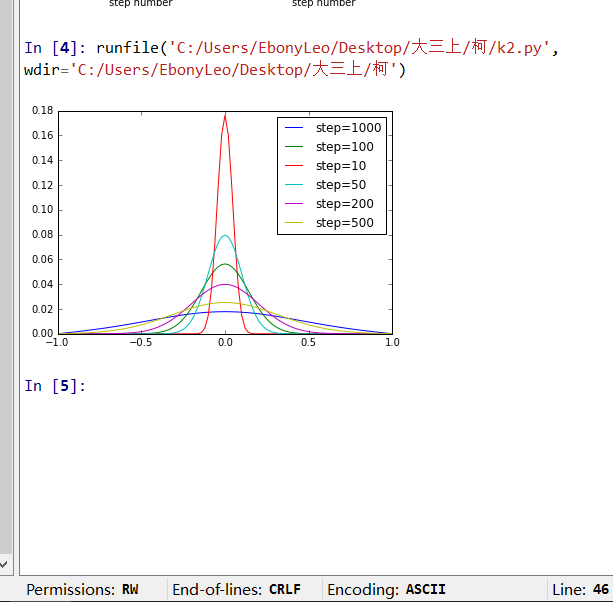 step number
step number
In [4]: runfile('C:/Users/EbonyLeo/Desktop/大三上/柯/k2.py',
wdir='C:/Users/EbonyLeo/Desktop/大三上/柯')
0.18
0.16
0.14
0.12
0.10
0.08
0.06
0.04
0.02
0.00
step=1000
step=100
step=10
step=50
step=200
step=500
−1.0
−0.5
0.0
0.5
1.0
In [5]:
Permissions: RW
End-of-lines: CRLF
Encoding: ASCII
Line: 46